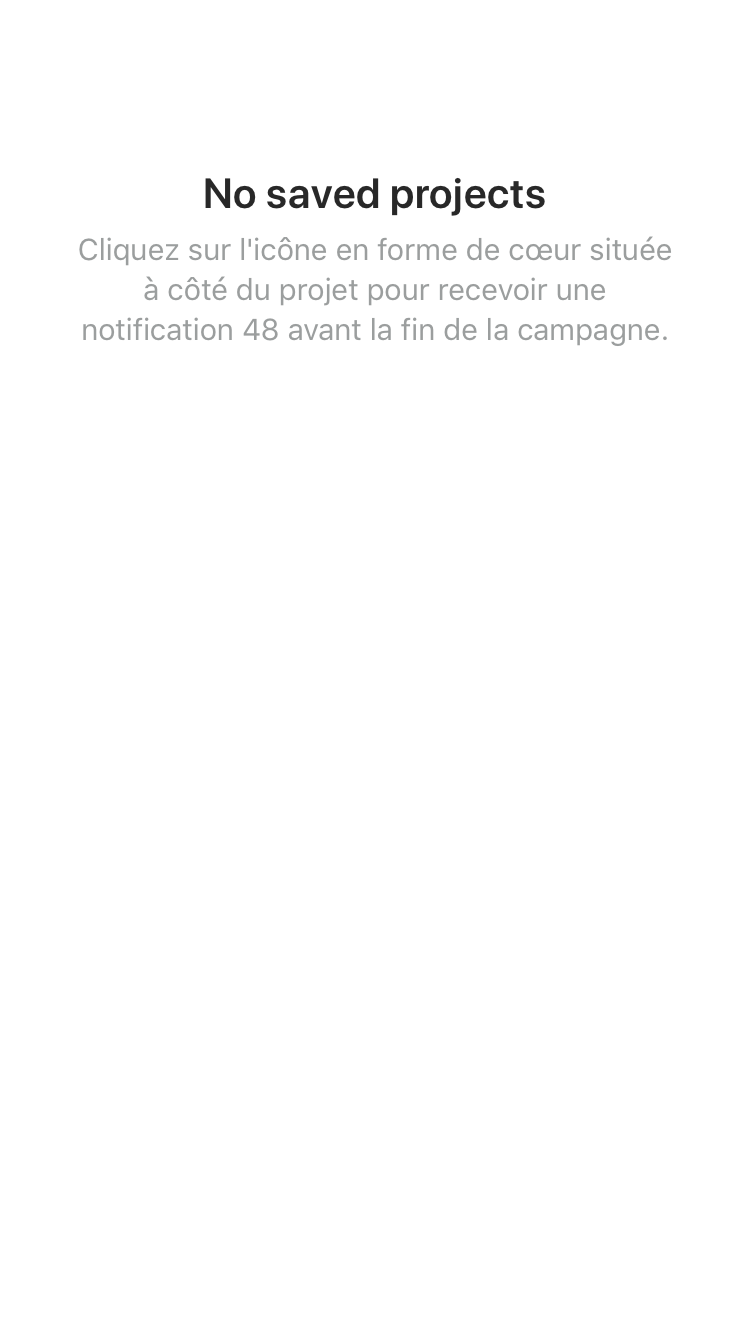 No saved projects
Cliquez sur l'icône en forme de cœur située
à côté du projet pour recevoir une
notification 48 avant la fin de la campagne.